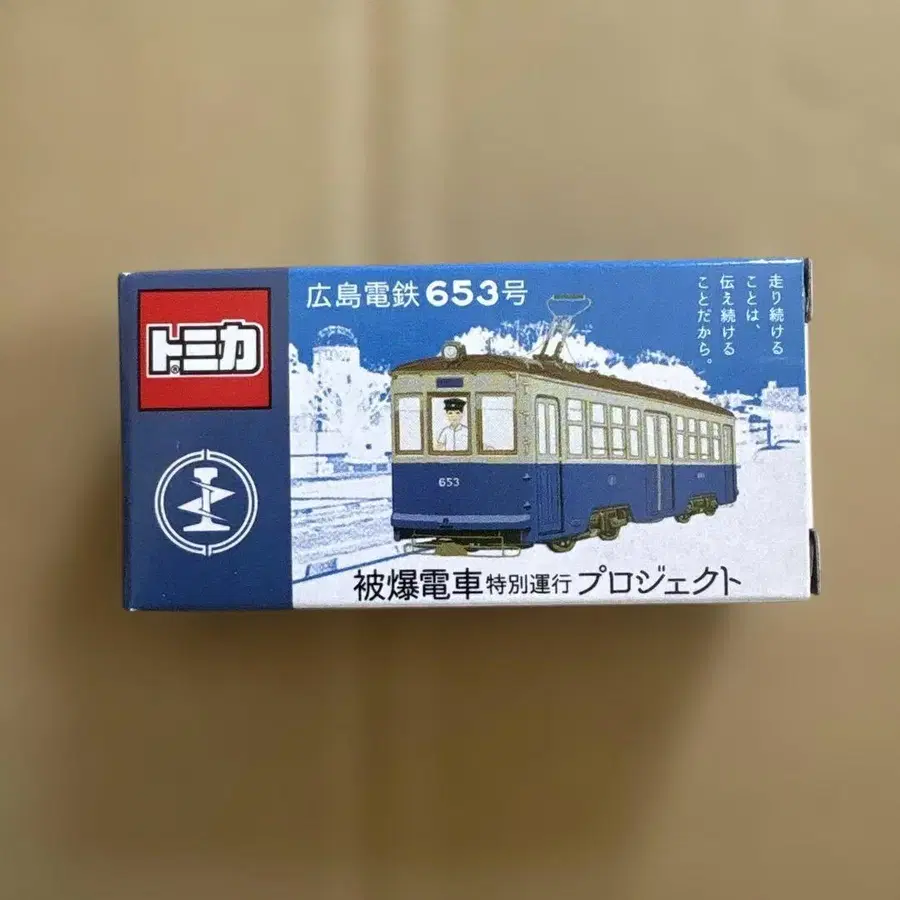 広島電鉄653号
走り続ける
ことは、
伝え続ける
ことだから。
トミカ®
653
被爆電車特別運行プロジェクト